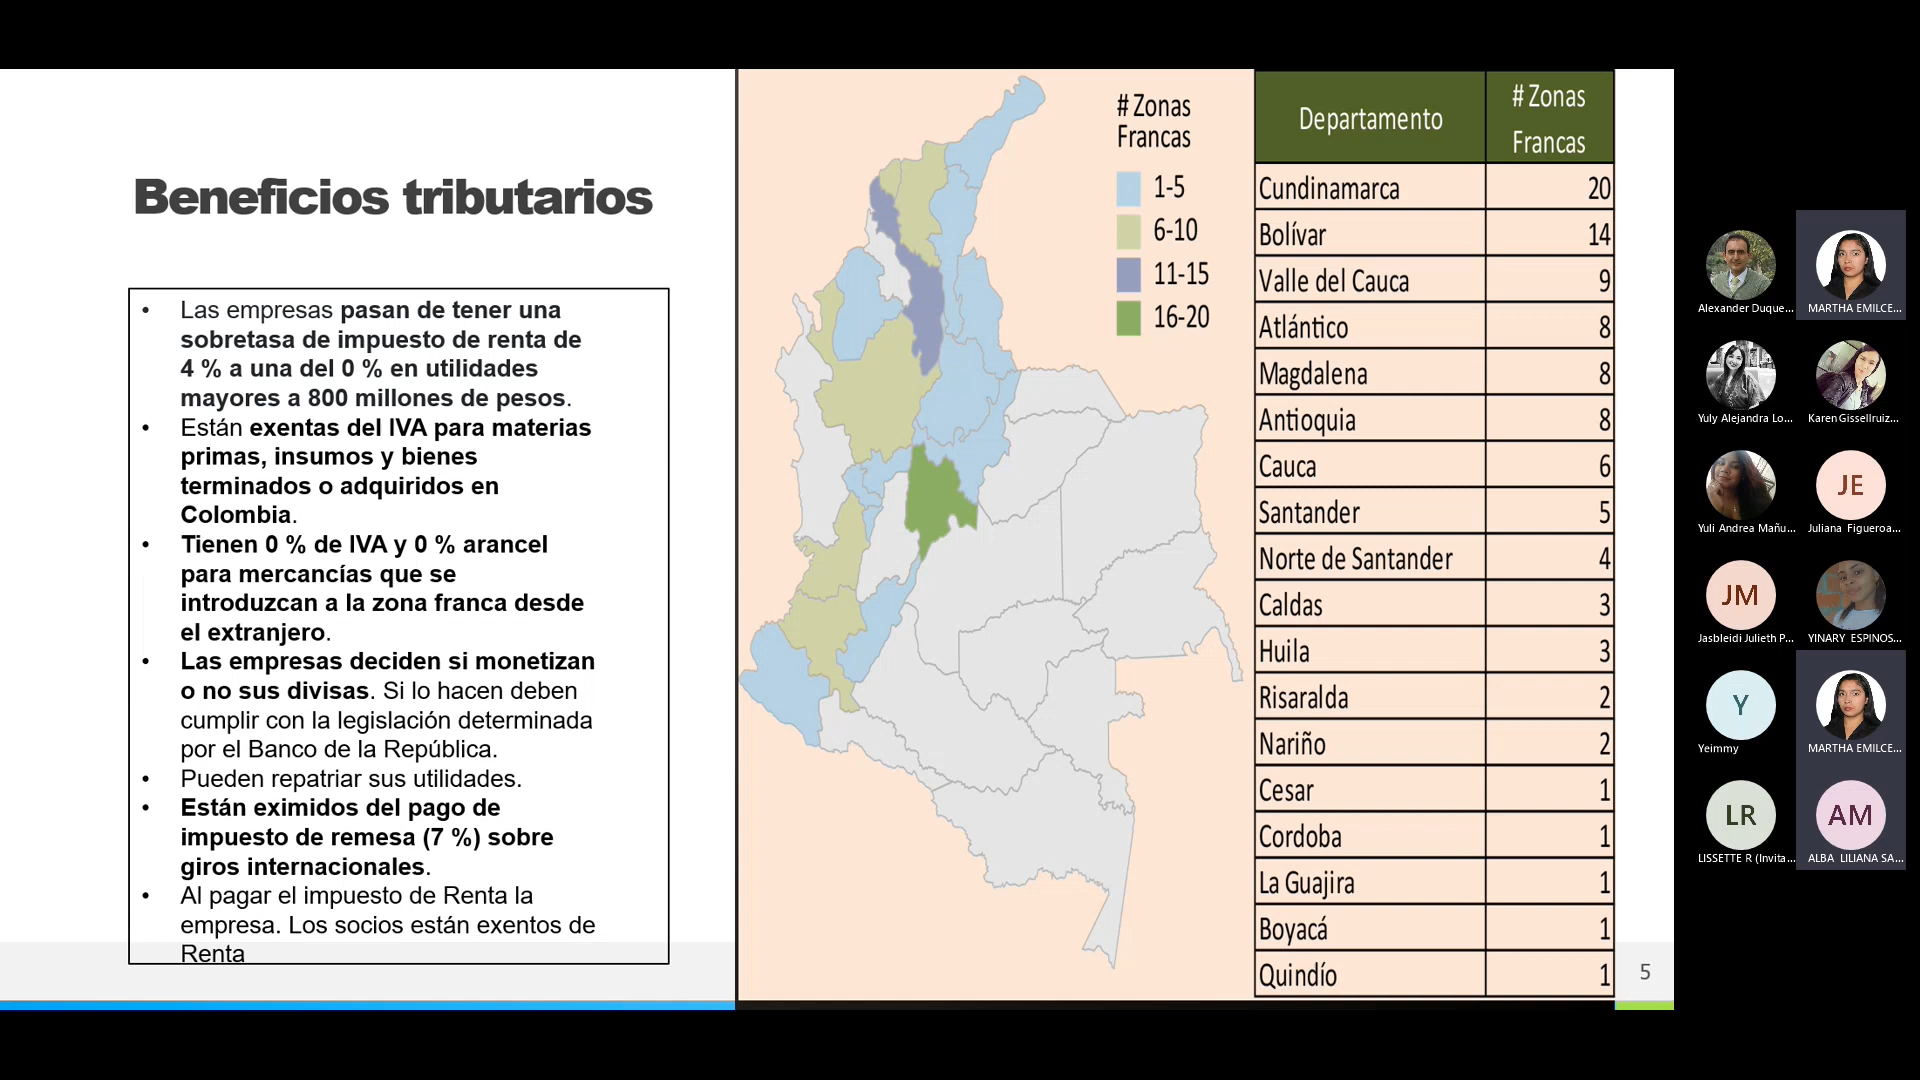 Beneficios tributarios
• Las empresas pasan de tener una
sobretasa de impuesto de renta de
4 % a una del 0 % en utilidades
mayores a 800 millones de pesos.
• Están exentas del IVA para materias
primas, insumos y bienes
terminados o adquiridos en
Colombia.
• Tienen 0 % de IVA y 0 % arancel
para mercancías que se
introduzcan a la zona franca desde
el extranjero.
• Las empresas deciden si monetizan
o no sus divisas. Si lo hacen deben
cumplir con la legislación determinada
por el Banco de la República.
• Pueden repatriar sus utilidades.
• Están eximidos del pago de
impuesto de remesa (7 %) sobre
giros internacionales.
• Al pagar el impuesto de Renta la
empresa. Los socios están exentos de
Renta
# Zonas
Francas
1-5
6-10
11-15
16-20
Departamento # Zonas
Francas
Cundinamarca 20
Bolívar 14
Valle del Cauca 9
Atlántico 8
Magdalena 8
Antioquia 8
Cauca 6
Santander 5
Norte de Santander 4
Caldas 3
Huila 3
Risaralda 2
Nariño 2
Cesar 1
Cordoba 1
La Guajira 1
Boyacá 1
Quindío 1
5
Alexander Duque... MARTHA EMILCE...
Yuly Alejandra Lo... Karen Gissellruiz...
JE
Yuli Andrea Mañu... Juliana Figueroa...
JM
Jasbleidi Julieth P... YINARY ESPINOS...
Y
Yeimmy MARTHA EMILCE...
LR AM
LISSETTE R (Invita... ALBA LILIANA SA...